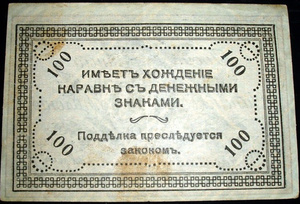 100 100
ИМѢЕТЪ ХОЖДЕНІЕ
НАРАВНѢ СЪ ДЕНЕЖНЫМИ
ЗНАКАМИ.
Поддѣлка преслѣдуется
закономъ.
100 100